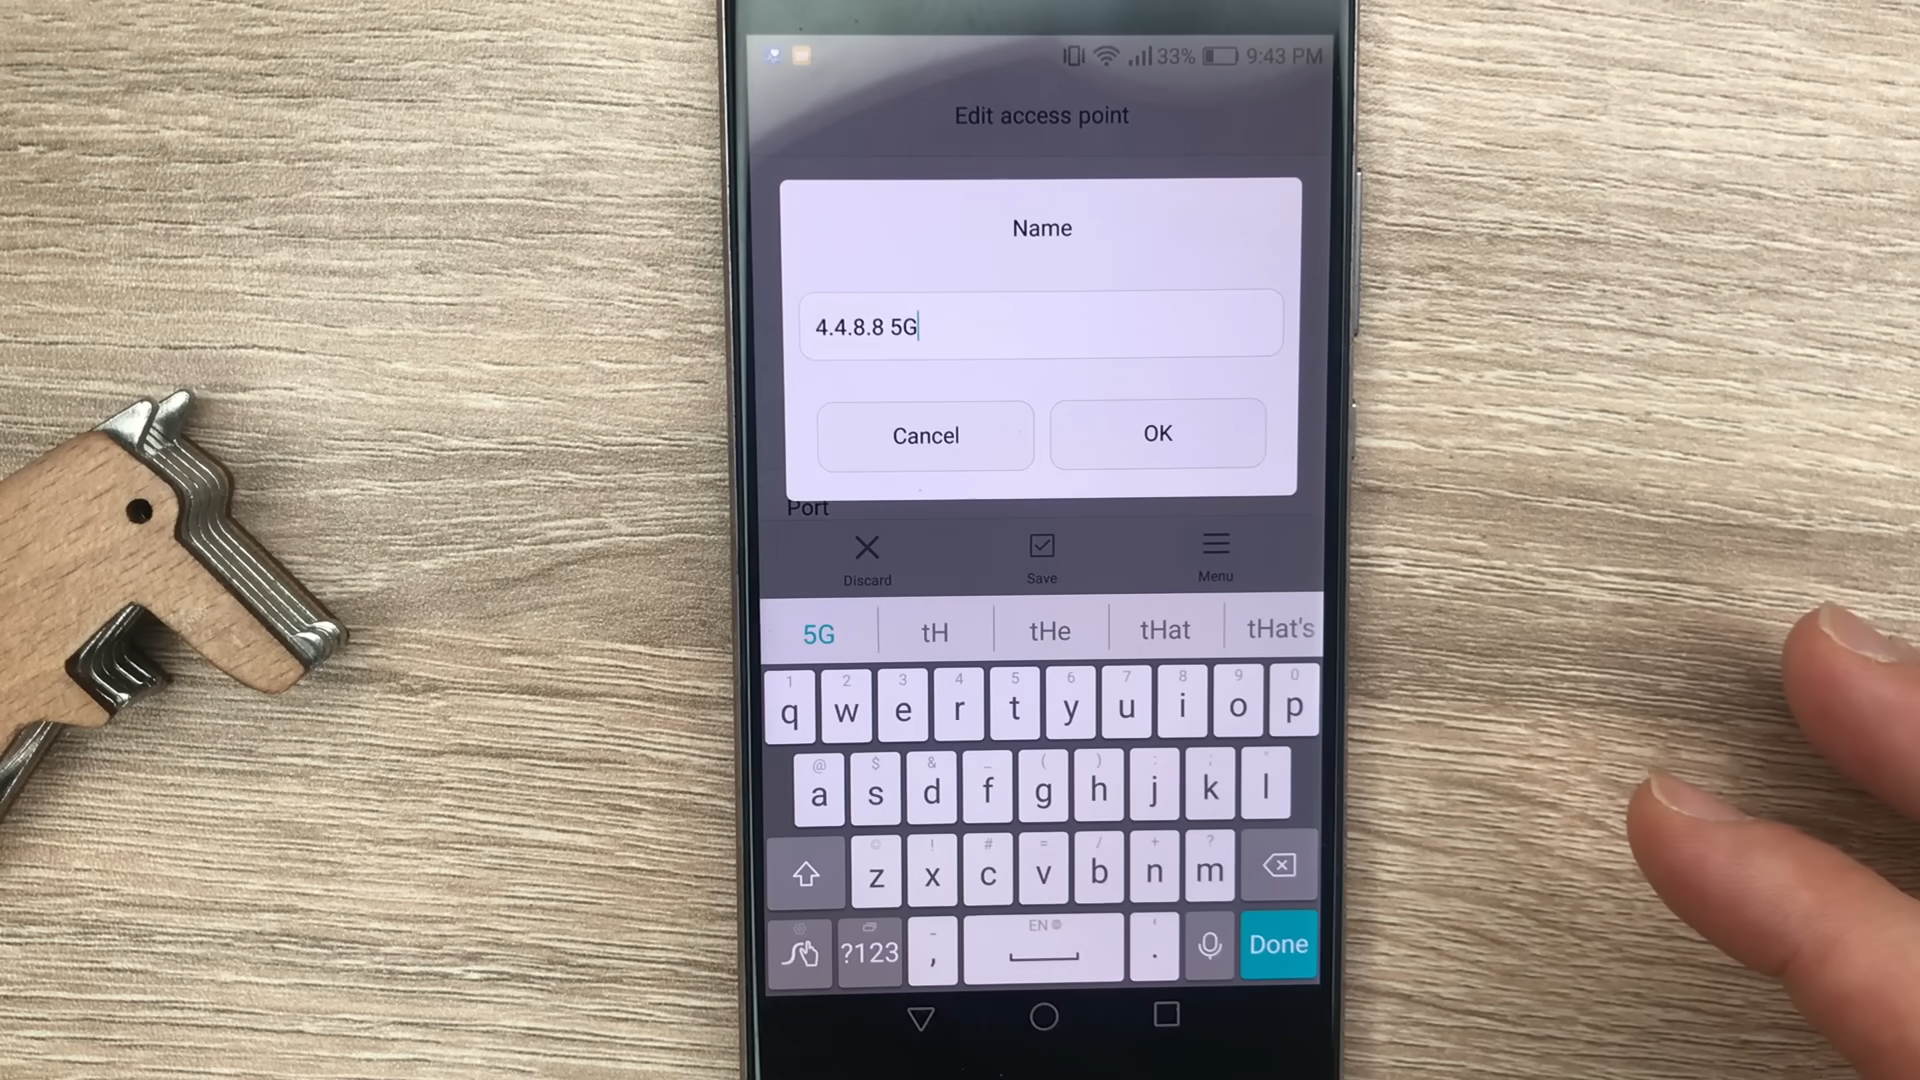 33% 9:43 PM
Edit access point
Name
4.4.8.8 5G
Cancel OK
Port
Discard Save Menu
5G tH tHe tHat tHat's
1 2 3 4 5 6 7 8 9 0
q w e r t y u i o p
@ $ & _ ( ) : ;
a s d f g h j k l
! # = / + ?
z x c v b n m
EN
?123 , . Done